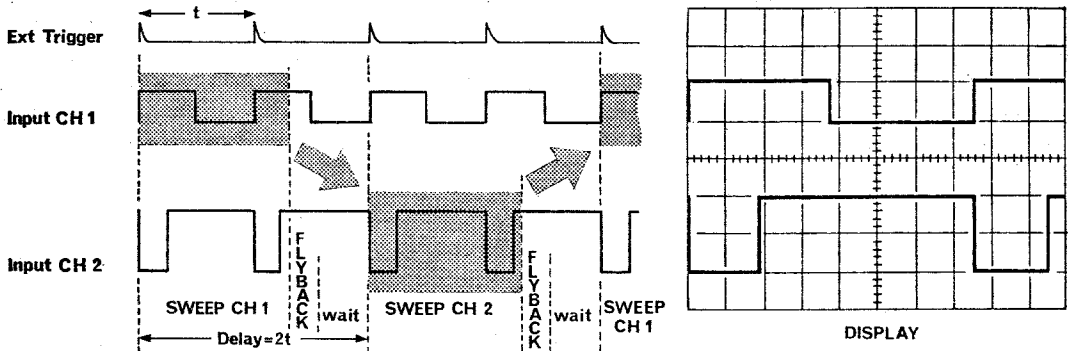 t
Ext Trigger
Input CH 1
Input CH 2
FLYBACK
FLYBACK
SWEEP CH 1
wait
SWEEP CH 2
wait
SWEEP
CH 1
Delay=2t
DISPLAY